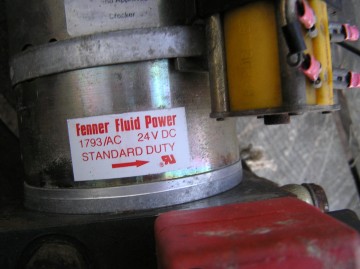 Fenner Fluid Power
1793/AC 24V DC
STANDARD DUTY